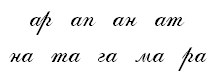 ар ап ан ат
на та га ма ра